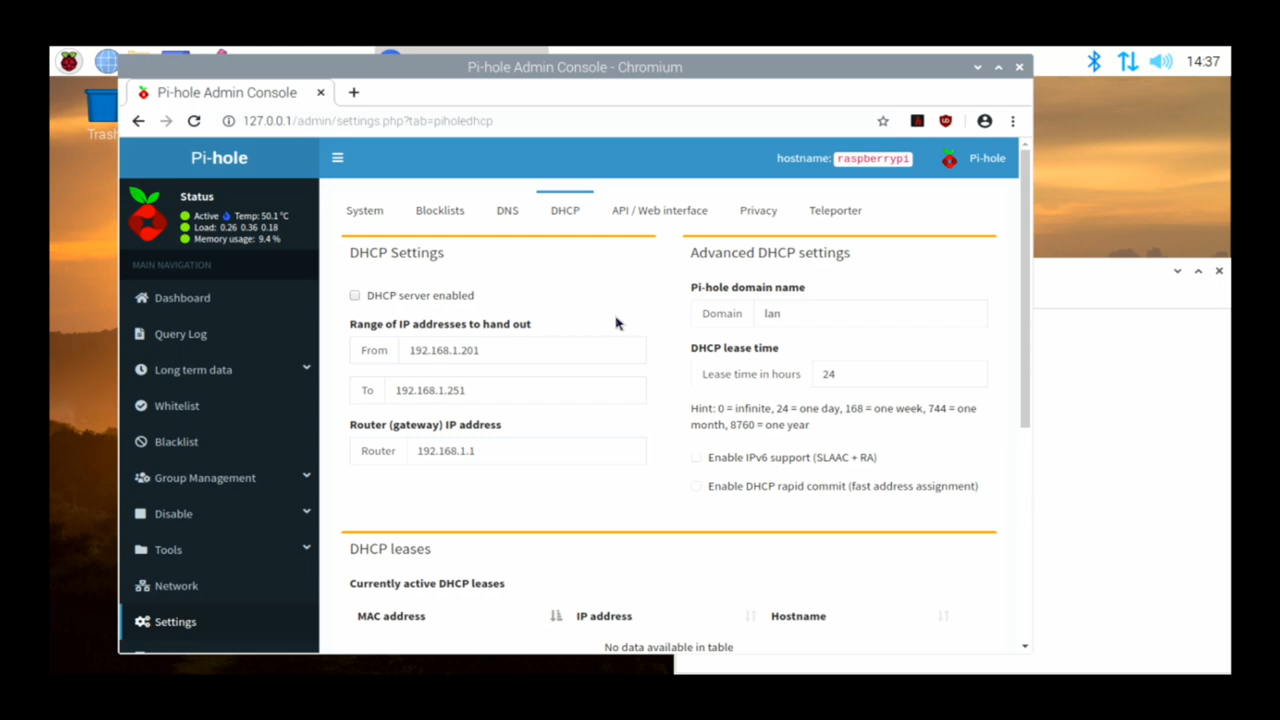 Pi-hole Admin Console - Chromium
14:37
Trash
Pi-hole Admin Console
127.0.0.1/admin/settings.php?tab=piholedhcp
Pi-hole
hostname: raspberrypi
Pi-hole
Status
Active Temp: 50.1 °C
Load: 0.26 0.36 0.18
Memory usage: 9.4 %
MAIN NAVIGATION
Dashboard
Query Log
Long term data
Whitelist
Blacklist
Group Management
Disable
Tools
Network
Settings
System Blocklists DNS DHCP API / Web interface Privacy Teleporter
DHCP Settings
DHCP server enabled
Range of IP addresses to hand out
From 192.168.1.201
To 192.168.1.251
Router (gateway) IP address
Router 192.168.1.1
Advanced DHCP settings
Pi-hole domain name
Domain lan
DHCP lease time
Lease time in hours 24
Hint: 0 = infinite, 24 = one day, 168 = one week, 744 = one
month, 8760 = one year
Enable IPv6 support (SLAAC + RA)
Enable DHCP rapid commit (fast address assignment)
DHCP leases
Currently active DHCP leases
MAC address IP address Hostname
No data available in table